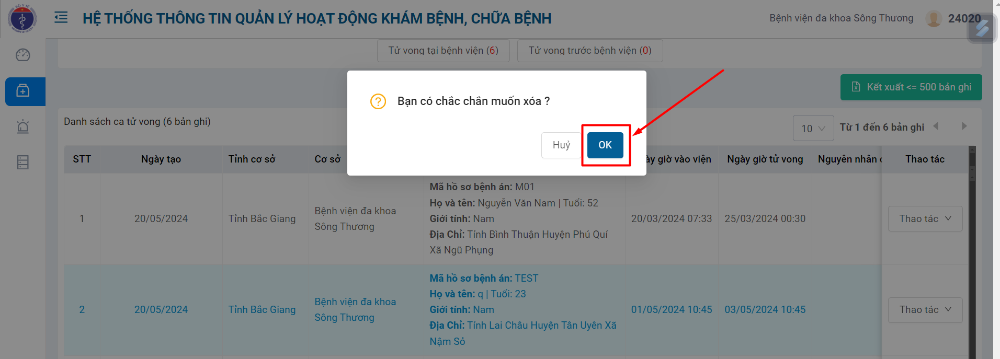 BỘ Y TẾ
MINISTRY OF HEALTH
HỆ THỐNG THÔNG TIN QUẢN LÝ HOẠT ĐỘNG KHÁM BỆNH, CHỮA BỆNH
Bệnh viện đa khoa Sông Thương
24020
Tử vong tại bệnh viện (6)
Tử vong trước bệnh viện (0)
Bạn có chắc chắn muốn xóa ?
Huỷ
OK
Kết xuất <= 500 bản ghi
Danh sách ca tử vong (6 bản ghi)
10
Từ 1 đến 6 bản ghi
STT
Ngày tạo
Tỉnh cơ sở
Cơ sở
ày giờ vào viện
Ngày giờ tử vong
Nguyên nhân
Thao tác
1
20/05/2024
Tỉnh Bắc Giang
Bệnh viện đa khoa
Sông Thương
Mã hồ sơ bệnh án: M01
Họ và tên: Nguyễn Văn Nam | Tuổi: 52
Giới tính: Nam
Địa Chỉ: Tỉnh Bình Thuận Huyện Phú Quí
Xã Ngũ Phụng
20/03/2024 07:33
25/03/2024 00:30
Thao tác
2
20/05/2024
Tỉnh Bắc Giang
Bệnh viện đa khoa
Sông Thương
Mã hồ sơ bệnh án: TEST
Họ và tên: q | Tuổi: 23
Giới tính: Nam
Địa Chỉ: Tỉnh Lai Châu Huyện Tân Uyên Xã
Nậm Sỏ
01/05/2024 10:45
03/05/2024 10:45
Thao tác